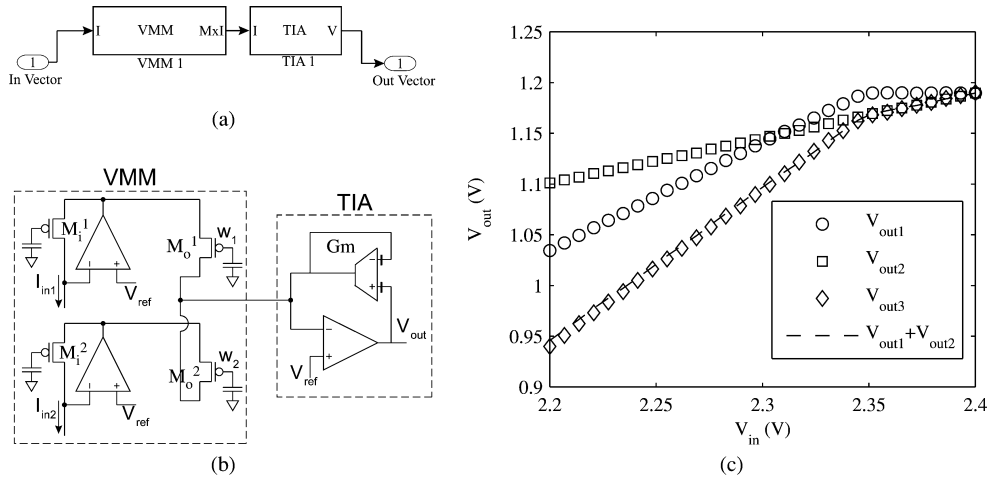 I VMM MxI
I TIA V
1
In Vector
VMM 1
TIA 1
1
Out Vector
(a)
VMM
M_i^1
M_o^1
w_1
I_in1
V_ref
M_i^2
M_o^2
w_2
I_in2
V_ref
TIA
Gm
- +
- +
V_out
V_ref
(b)
1.25
1.2
1.15
1.1
1.05
1
0.95
0.9
V_out (V)
V_out1
V_out2
V_out3
V_out1+V_out2
2.2 2.25 2.3 2.35 2.4
V_in (V)
(c)